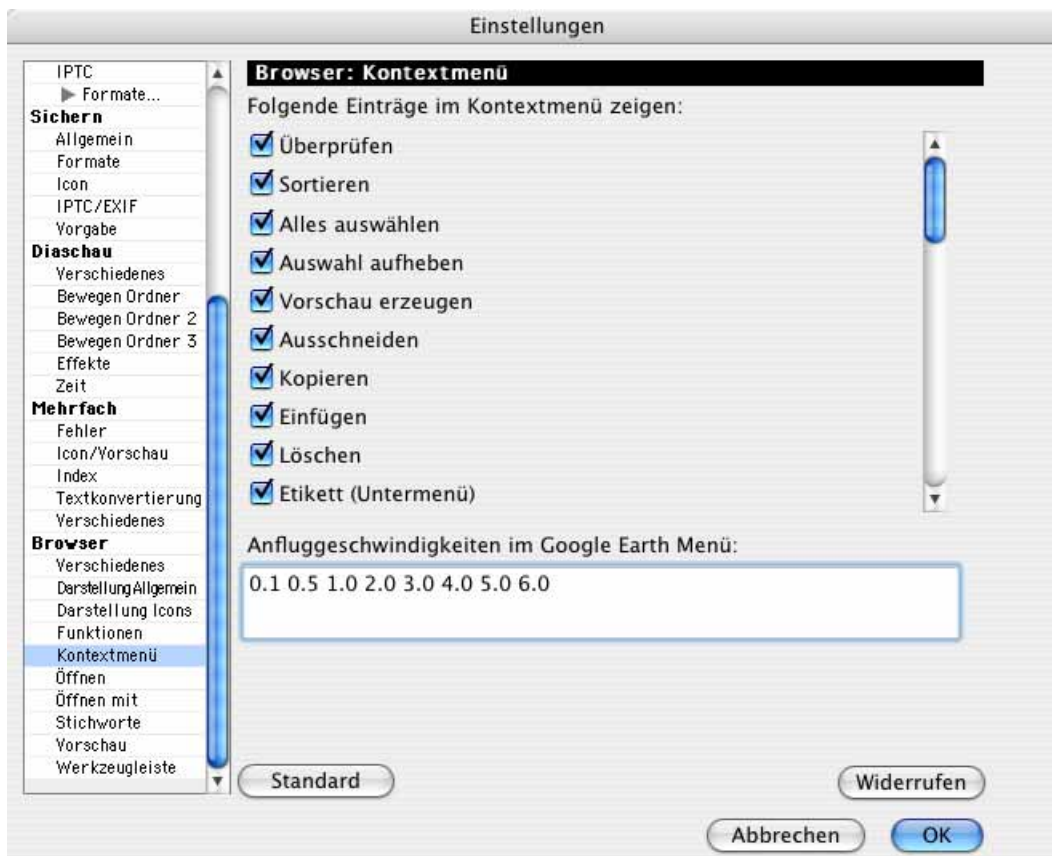 Einstellungen
IPTC
Formate...
Sichern
Allgemein
Formate
Icon
IPTC/EXIF
Vorgabe
Diaschau
Verschiedenes
Bewegen Ordner
Bewegen Ordner 2
Bewegen Ordner 3
Effekte
Zeit
Mehrfach
Fehler
Icon/Vorschau
Index
Textkonvertierung
Verschiedenes
Browser
Verschiedenes
Darstellung Allgemein
Darstellung Icons
Funktionen
Kontextmenü
Öffnen
Öffnen mit
Stichworte
Vorschau
Werkzeugleiste
Browser: Kontextmenü
Folgende Einträge im Kontextmenü zeigen:
Überprüfen
Sortieren
Alles auswählen
Auswahl aufheben
Vorschau erzeugen
Ausschneiden
Kopieren
Einfügen
Löschen
Etikett (Untermenü)
Anfluggeschwindigkeiten im Google Earth Menü:
0.1 0.5 1.0 2.0 3.0 4.0 5.0 6.0
Standard
Widerrufen
Abbrechen
OK